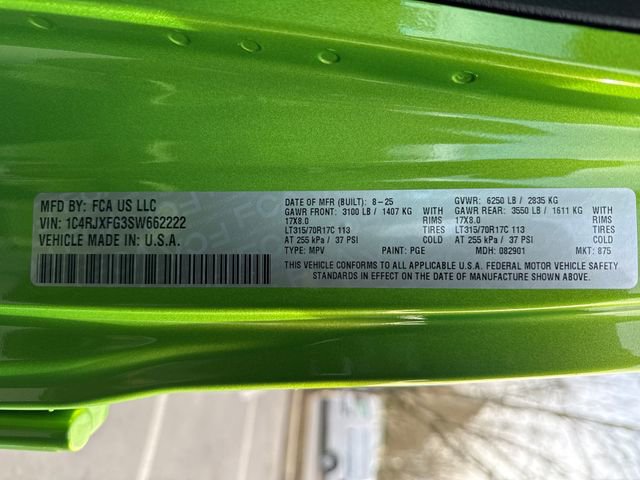 MFD BY: FCA US LLC
VIN: 1C4RJXFG3SW662222
VEHICLE MADE IN: U.S.A.
DATE OF MFR (BUILT): 8-25 GVWR: 6250 LB / 2835 KG
GAWR FRONT: 3100 LB / 1407 KG WITH GAWR REAR: 3550 LB / 1611 KG WITH
17X8.0 RIMS 17X8.0 RIMS
LT315/70R17C 113 TIRES LT315/70R17C 113 TIRES
AT 255 kPa / 37 PSI COLD AT 255 kPa / 37 PSI COLD
TYPE: MPV PAINT: PGE MDH: 082901 MKT: 875
THIS VEHICLE CONFORMS TO ALL APPLICABLE U.S.A. FEDERAL MOTOR VEHICLE SAFETY
STANDARDS IN EFFECT ON THE DATE OF MANUFACTURE SHOWN ABOVE.